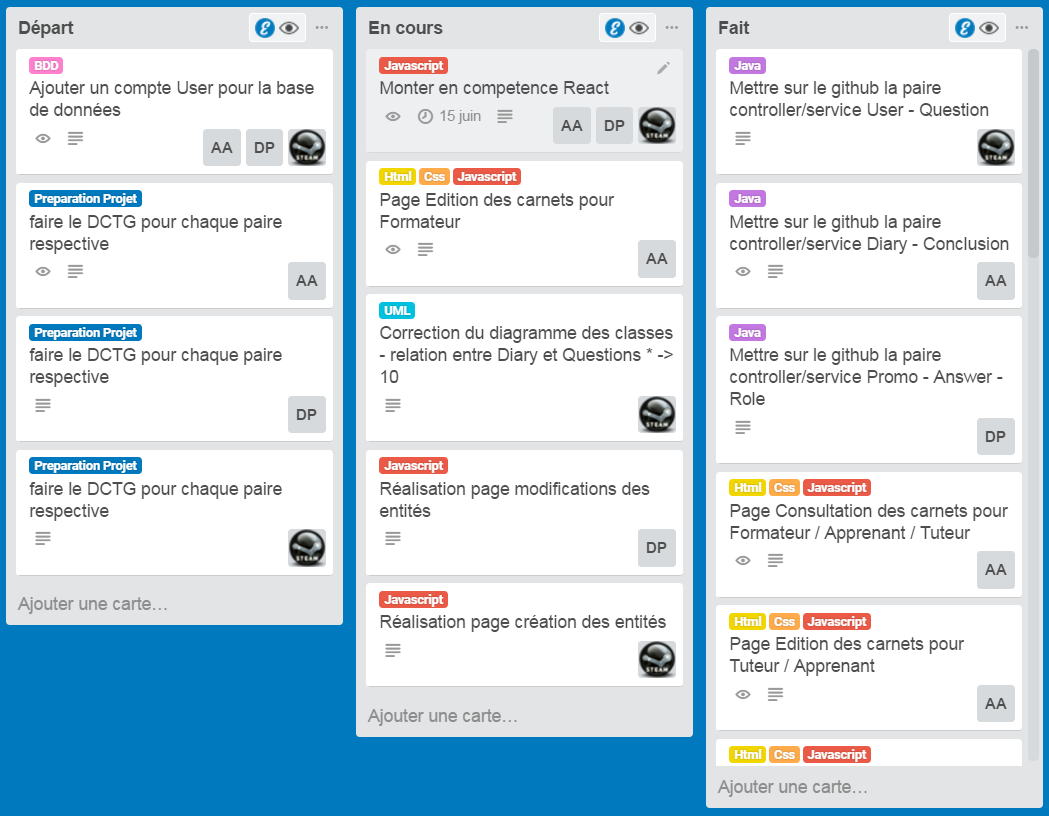 Départ
BDD
Ajouter un compte User pour la base
de données
AA DP STEAM
Preparation Projet
faire le DCTG pour chaque paire
respective
AA
Preparation Projet
faire le DCTG pour chaque paire
respective
DP
Preparation Projet
faire le DCTG pour chaque paire
respective
STEAM
Ajouter une carte…
En cours
Javascript
Monter en competence React
15 juin
AA DP STEAM
Html Css Javascript
Page Edition des carnets pour
Formateur
AA
UML
Correction du diagramme des classes
- relation entre Diary et Questions * ->
10
STEAM
Javascript
Réalisation page modifications des
entités
DP
Javascript
Réalisation page création des entités
STEAM
Ajouter une carte…
Fait
Java
Mettre sur le github la paire
controller/service User - Question
STEAM
Java
Mettre sur le github la paire
controller/service Diary - Conclusion
AA
Java
Mettre sur le github la paire
controller/service Promo - Answer -
Role
DP
Html Css Javascript
Page Consultation des carnets pour
Formateur / Apprenant / Tuteur
AA
Html Css Javascript
Page Edition des carnets pour
Tuteur / Apprenant
AA
Html Css Javascript
Ajouter une carte…